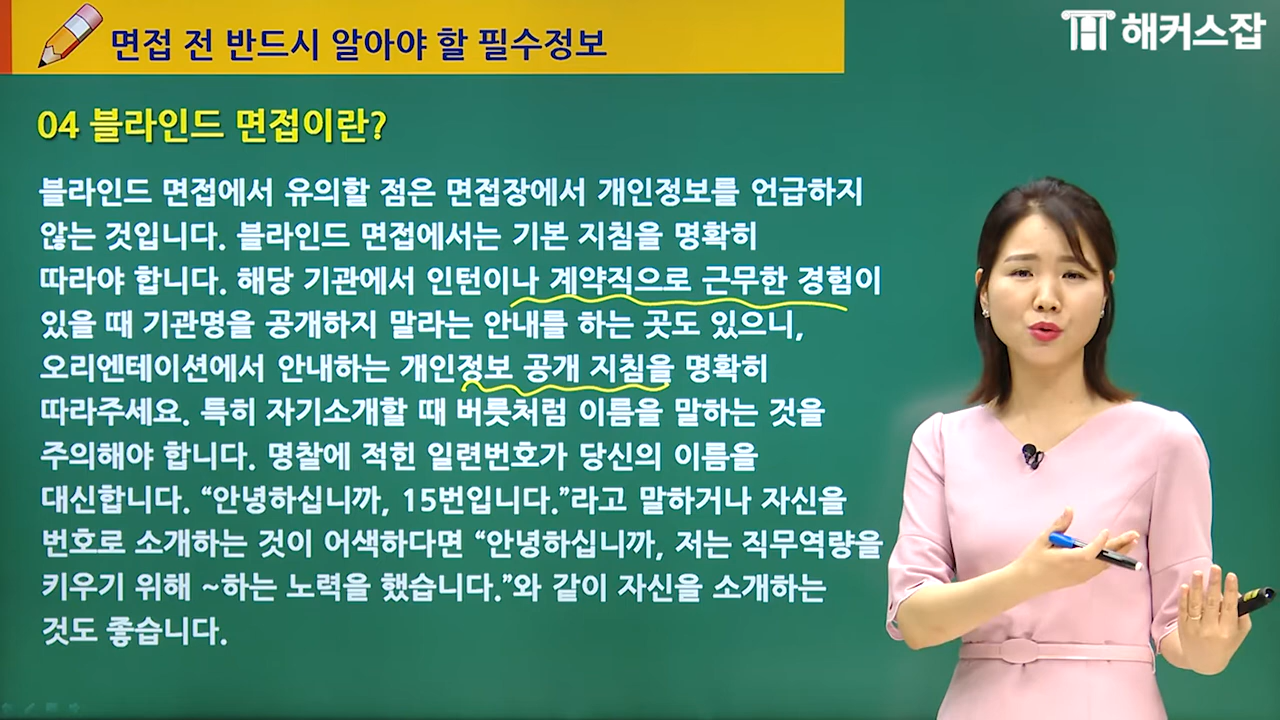 면접 전 반드시 알아야 할 필수정보
해커스잡
04 블라인드 면접이란?
블라인드 면접에서 유의할 점은 면접장에서 개인정보를 언급하지
않는 것입니다. 블라인드 면접에서는 기본 지침을 명확히
따라야 합니다. 해당 기관에서 인턴이나 계약직으로 근무한 경험이
있을 때 기관명을 공개하지 말라는 안내를 하는 곳도 있으니,
오리엔테이션에서 안내하는 개인정보 공개 지침을 명확히
따라주세요. 특히 자기소개할 때 버릇처럼 이름을 말하는 것을
주의해야 합니다. 명찰에 적힌 일련번호가 당신의 이름을
대신합니다. “안녕하십니까, 15번입니다.”라고 말하거나 자신을
번호로 소개하는 것이 어색하다면 “안녕하십니까, 저는 직무역량을
키우기 위해 ~하는 노력을 했습니다.”와 같이 자신을 소개하는
것도 좋습니다.